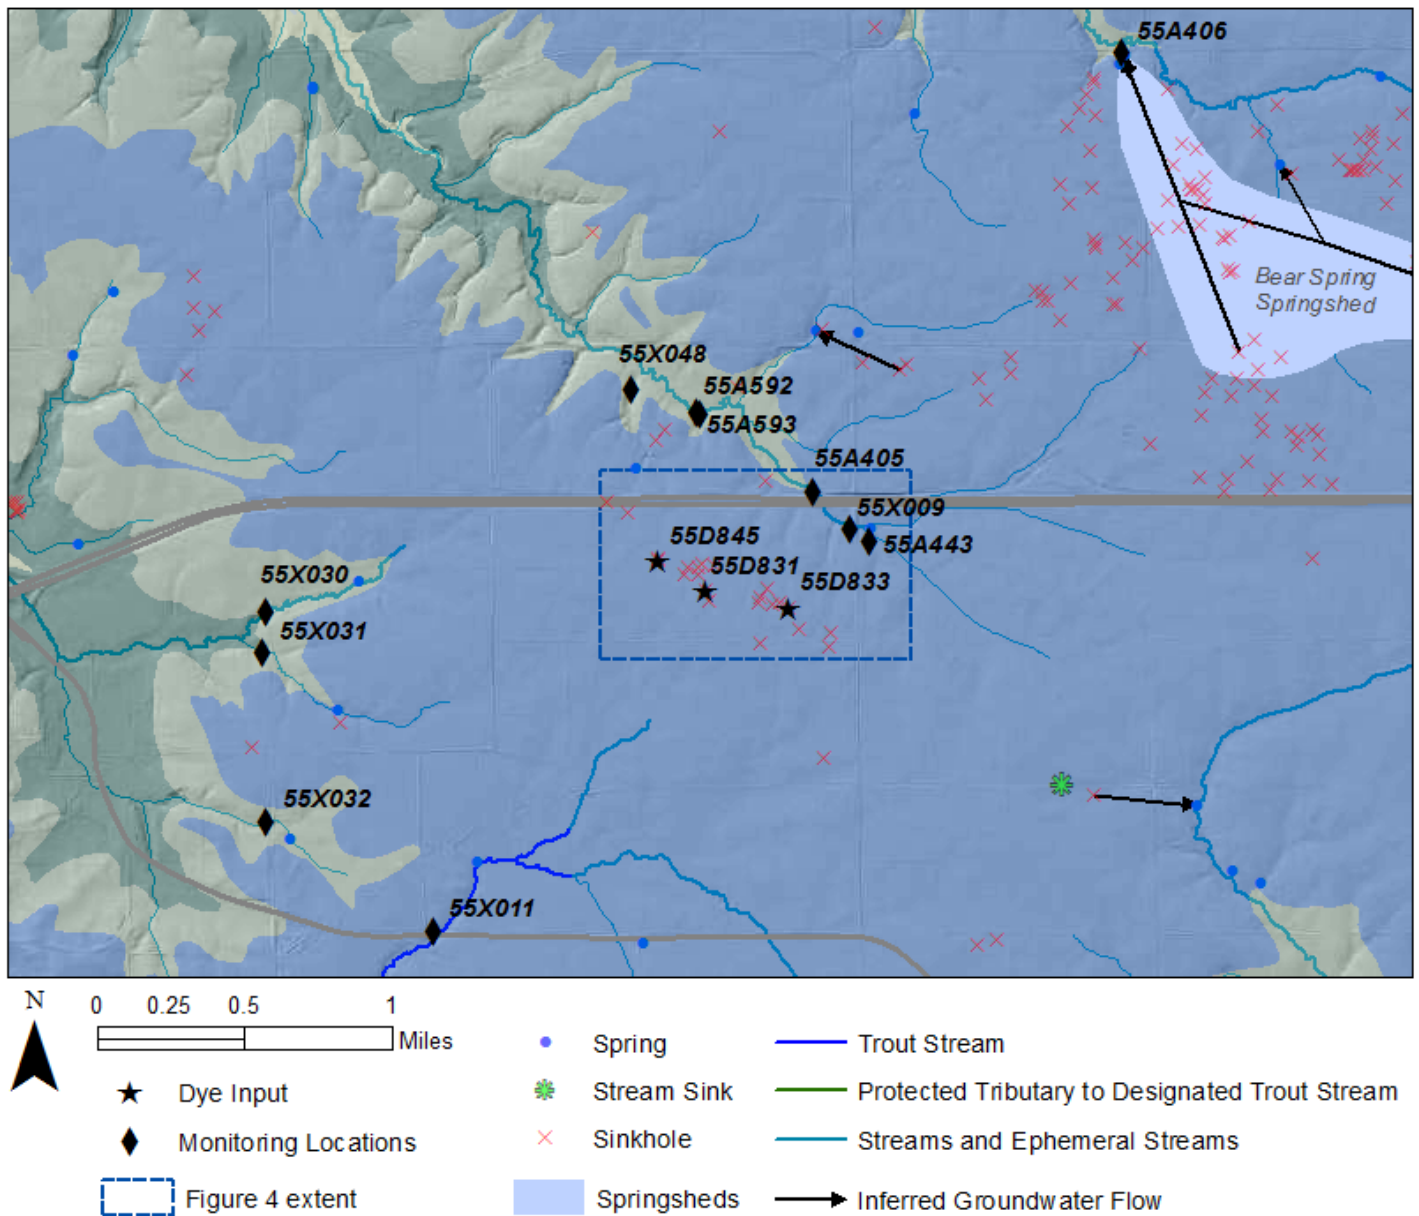 55A406
Bear Spring
Springshed
55X048
55A592
55A593
55A405
55X009
55A443
55D845
55D831
55D833
55X030
55X031
55X032
55X011
N
0 0.25 0.5 1
Miles
Dye Input
Monitoring Locations
Figure 4 extent
Spring
Stream Sink
Sinkhole
Springsheds
Trout Stream
Protected Tributary to Designated Trout Stream
Streams and Ephemeral Streams
Inferred Groundwater Flow